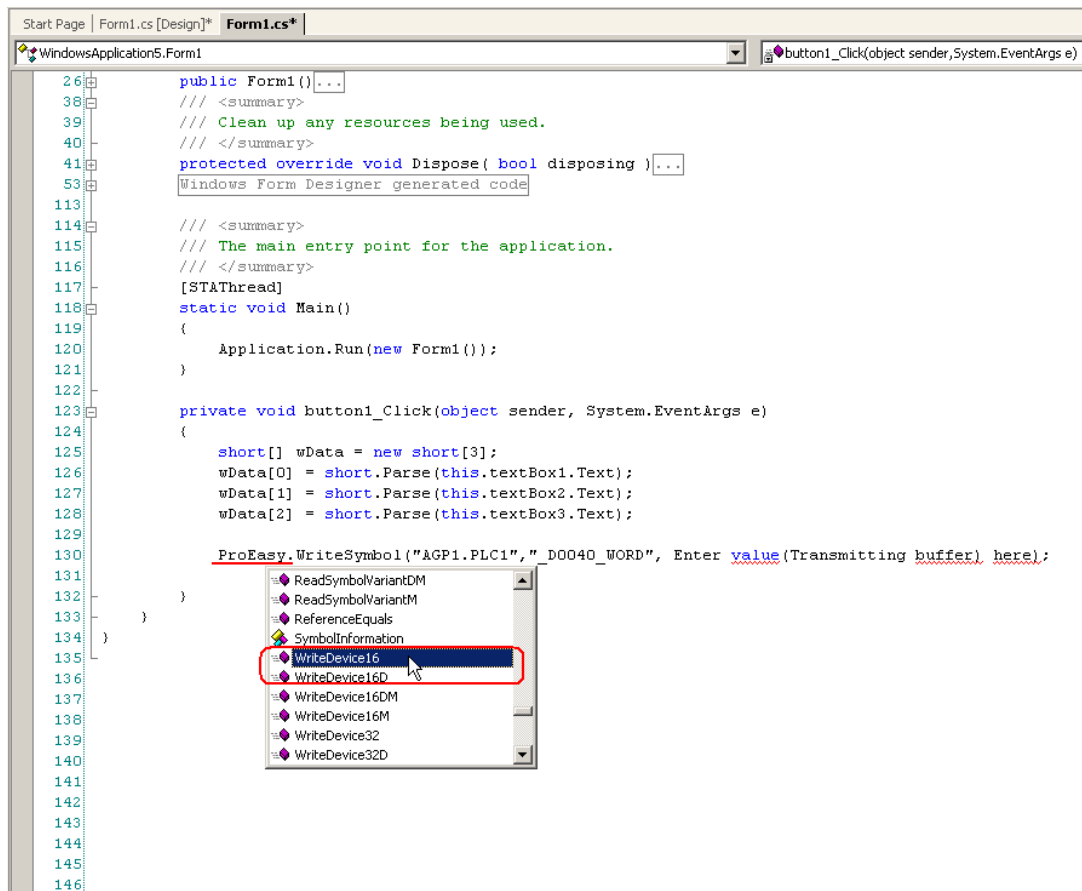 Start Page | Form1.cs [Design]* Form1.cs*
WindowsApplication5.Form1 button1_Click(object sender,System.EventArgs e)
26 public Form1()...
38 /// <summary>
39 /// Clean up any resources being used.
40 /// </summary>
41 protected override void Dispose( bool disposing )...
53 Windows Form Designer generated code
113
114 /// <summary>
115 /// The main entry point for the application.
116 /// </summary>
117 [STAThread]
118 static void Main()
119 {
120 Application.Run(new Form1());
121 }
122
123 private void button1_Click(object sender, System.EventArgs e)
124 {
125 short[] wData = new short[3];
126 wData[0] = short.Parse(this.textBox1.Text);
127 wData[1] = short.Parse(this.textBox2.Text);
128 wData[2] = short.Parse(this.textBox3.Text);
129
130 ProEasy.WriteSymbol("AGP1.PLC1","_D0040_WORD", Enter value(Transmitting buffer) here);
131 ReadSymbolVariantDM
132 } ReadSymbolVariantM
133 } ReferenceEquals
134 } SymbolInformation
135 WriteDevice16
136 WriteDevice16D
137 WriteDevice16DM
138 WriteDevice16M
139 WriteDevice32
140 WriteDevice32D
141
142
143
144
145
146